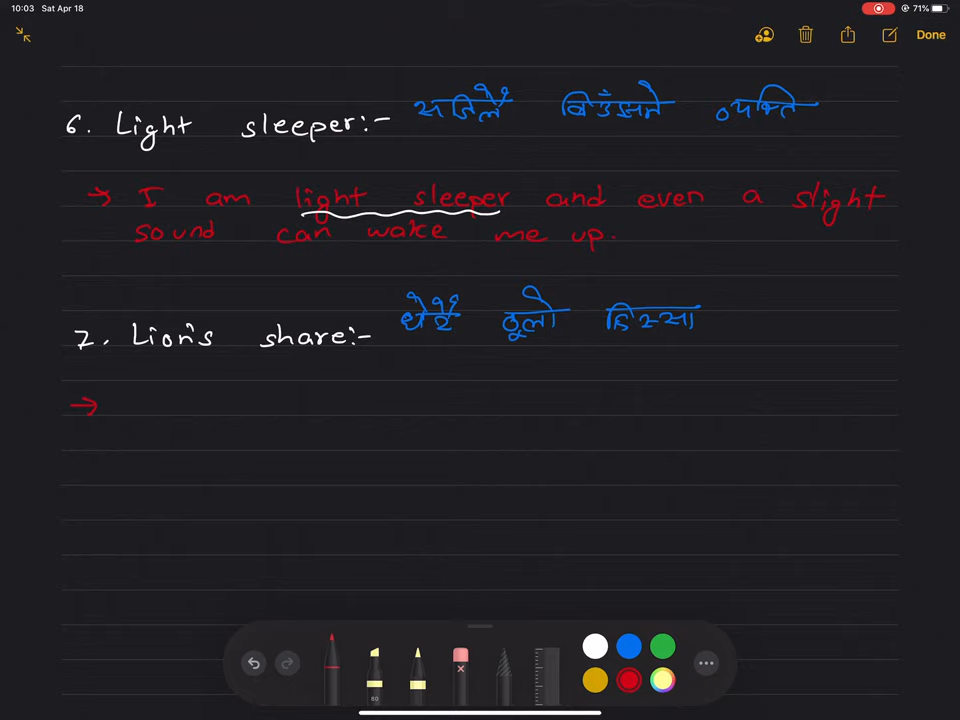 10:03 Sat Apr 18 71%
Done
6. Light sleeper:- सजिलै बिउँझने व्यक्ति
→ I am light sleeper and even a slight
sound can wake me up.
7. Lion's share:- धेरै ठूलो हिस्सा
→
80